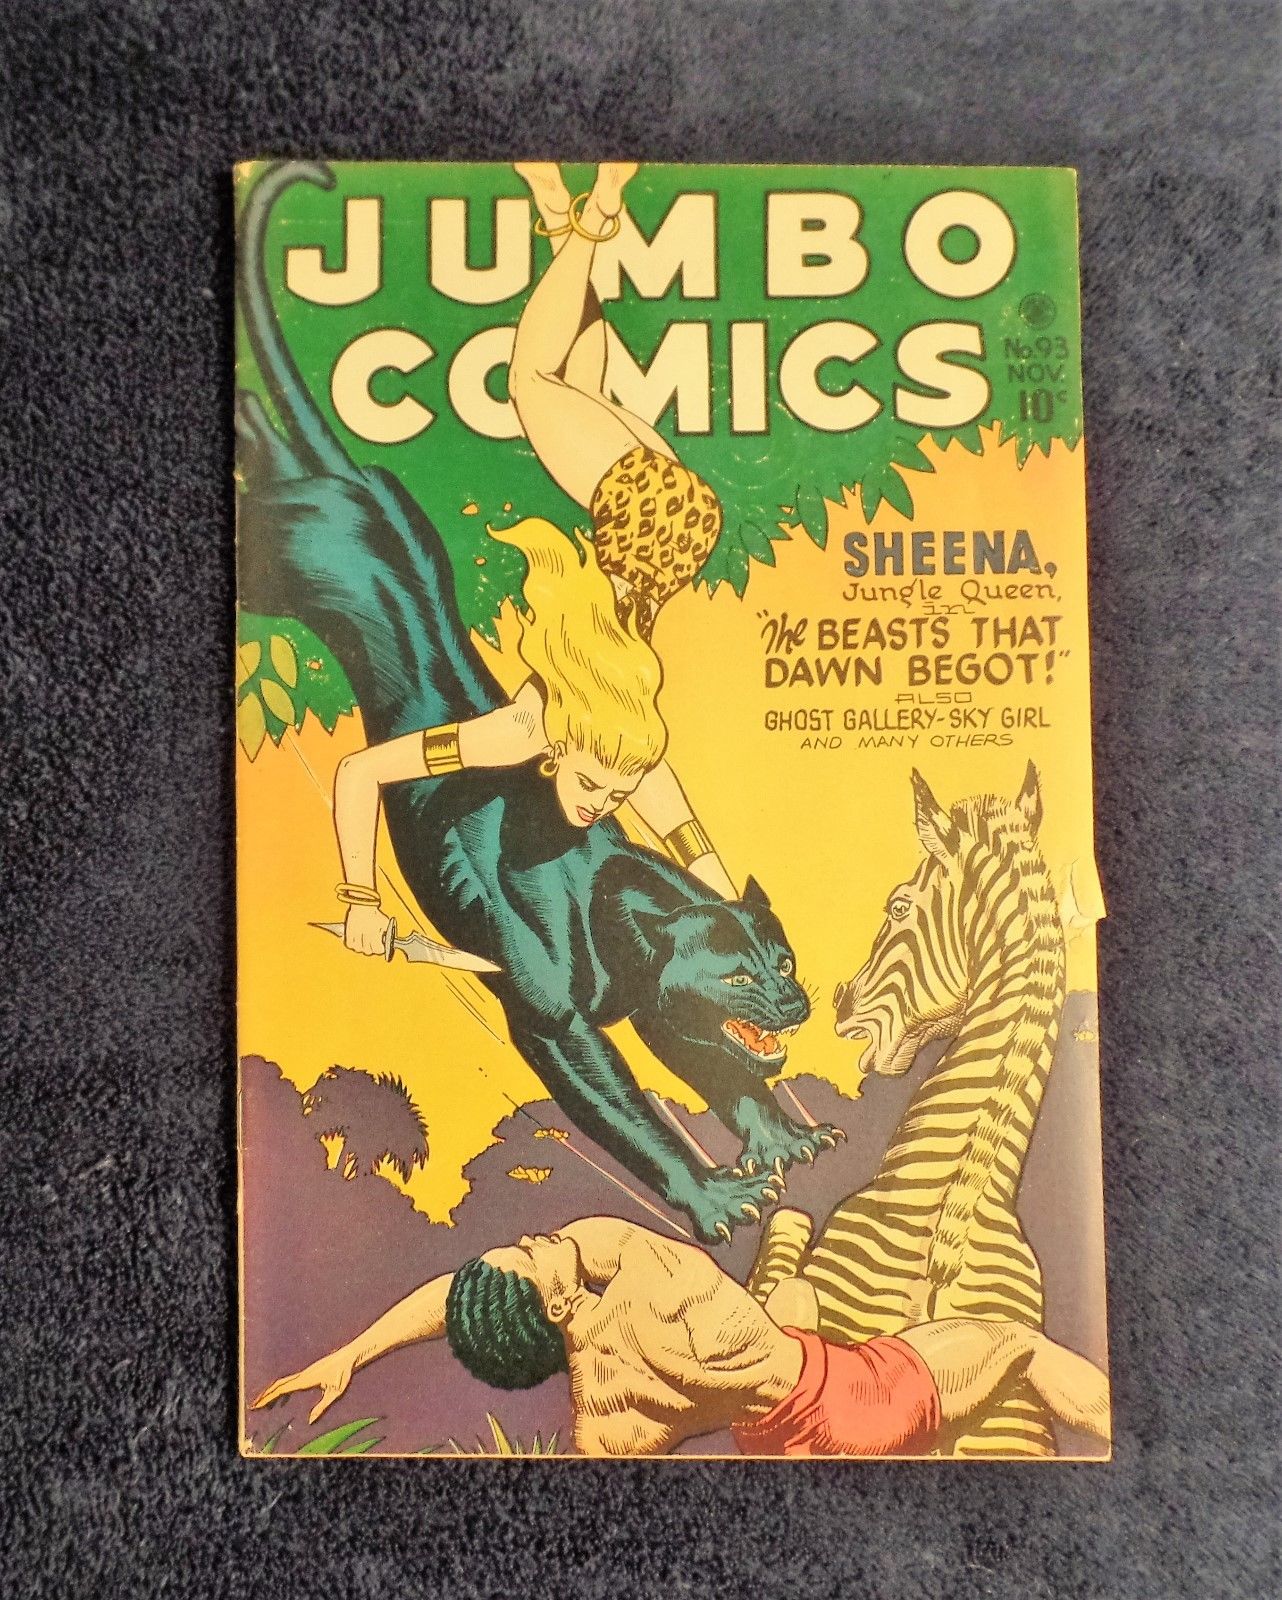 JUMBO
COMICS
No. 93
NOV.
10¢
SHEENA,
Jungle Queen,
in
"The BEASTS THAT
DAWN BEGOT!"
ALSO
GHOST GALLERY-SKY GIRL
AND MANY OTHERS